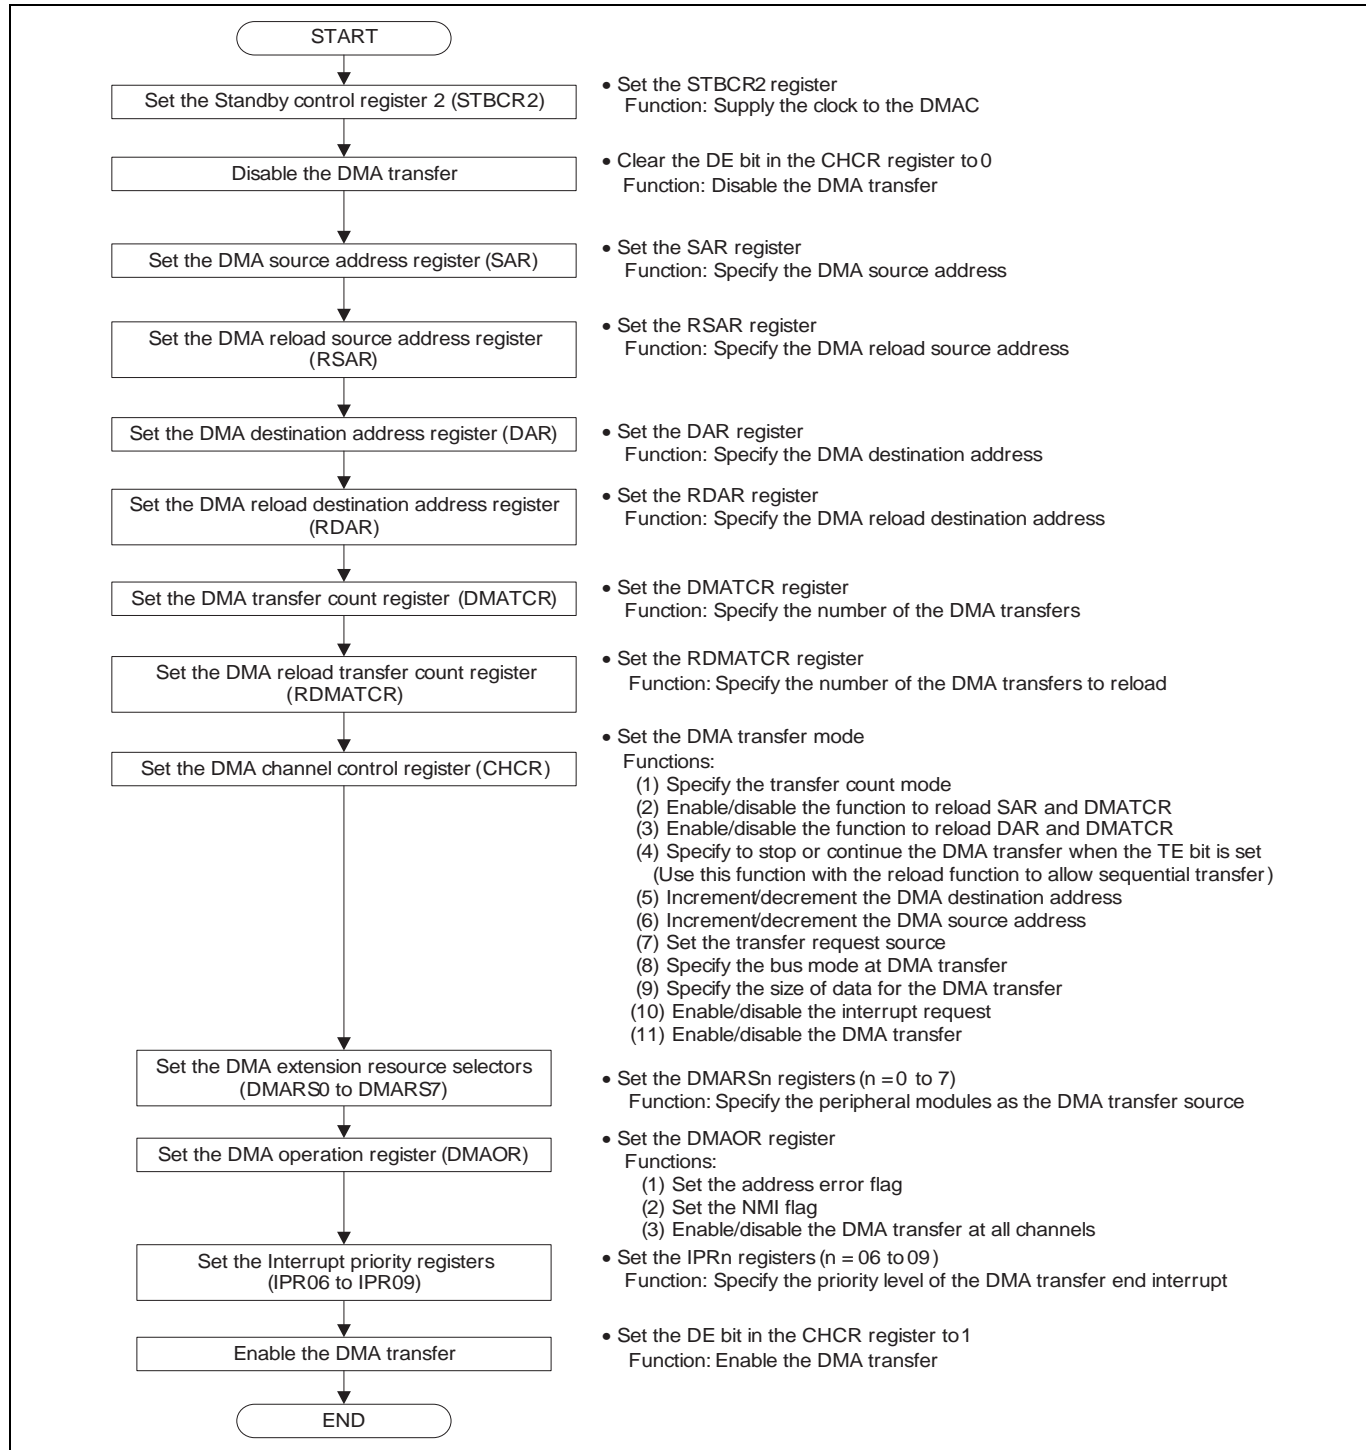 START
Set the Standby control register 2 (STBCR2)
• Set the STBCR2 register
Function: Supply the clock to the DMAC
Disable the DMA transfer
• Clear the DE bit in the CHCR register to 0
Function: Disable the DMA transfer
Set the DMA source address register (SAR)
• Set the SAR register
Function: Specify the DMA source address
Set the DMA reload source address register
(RSAR)
• Set the RSAR register
Function: Specify the DMA reload source address
Set the DMA destination address register (DAR)
• Set the DAR register
Function: Specify the DMA destination address
Set the DMA reload destination address register
(RDAR)
• Set the RDAR register
Function: Specify the DMA reload destination address
Set the DMA transfer count register (DMATCR)
• Set the DMATCR register
Function: Specify the number of the DMA transfers
Set the DMA reload transfer count register
(RDMATCR)
• Set the RDMATCR register
Function: Specify the number of the DMA transfers to reload
Set the DMA channel control register (CHCR)
• Set the DMA transfer mode
Functions:
(1) Specify the transfer count mode
(2) Enable/disable the function to reload SAR and DMATCR
(3) Enable/disable the function to reload DAR and DMATCR
(4) Specify to stop or continue the DMA transfer when the TE bit is set
(Use this function with the reload function to allow sequential transfer)
(5) Increment/decrement the DMA destination address
(6) Increment/decrement the DMA source address
(7) Set the transfer request source
(8) Specify the bus mode at DMA transfer
(9) Specify the size of data for the DMA transfer
(10) Enable/disable the interrupt request
(11) Enable/disable the DMA transfer
Set the DMA extension resource selectors
(DMARS0 to DMARS7)
• Set the DMARSn registers (n = 0 to 7)
Function: Specify the peripheral modules as the DMA transfer source
Set the DMA operation register (DMAOR)
• Set the DMAOR register
Functions:
(1) Set the address error flag
(2) Set the NMI flag
(3) Enable/disable the DMA transfer at all channels
Set the Interrupt priority registers
(IPR06 to IPR09)
• Set the IPRn registers (n = 06 to 09)
Function: Specify the priority level of the DMA transfer end interrupt
Enable the DMA transfer
• Set the DE bit in the CHCR register to 1
Function: Enable the DMA transfer
END